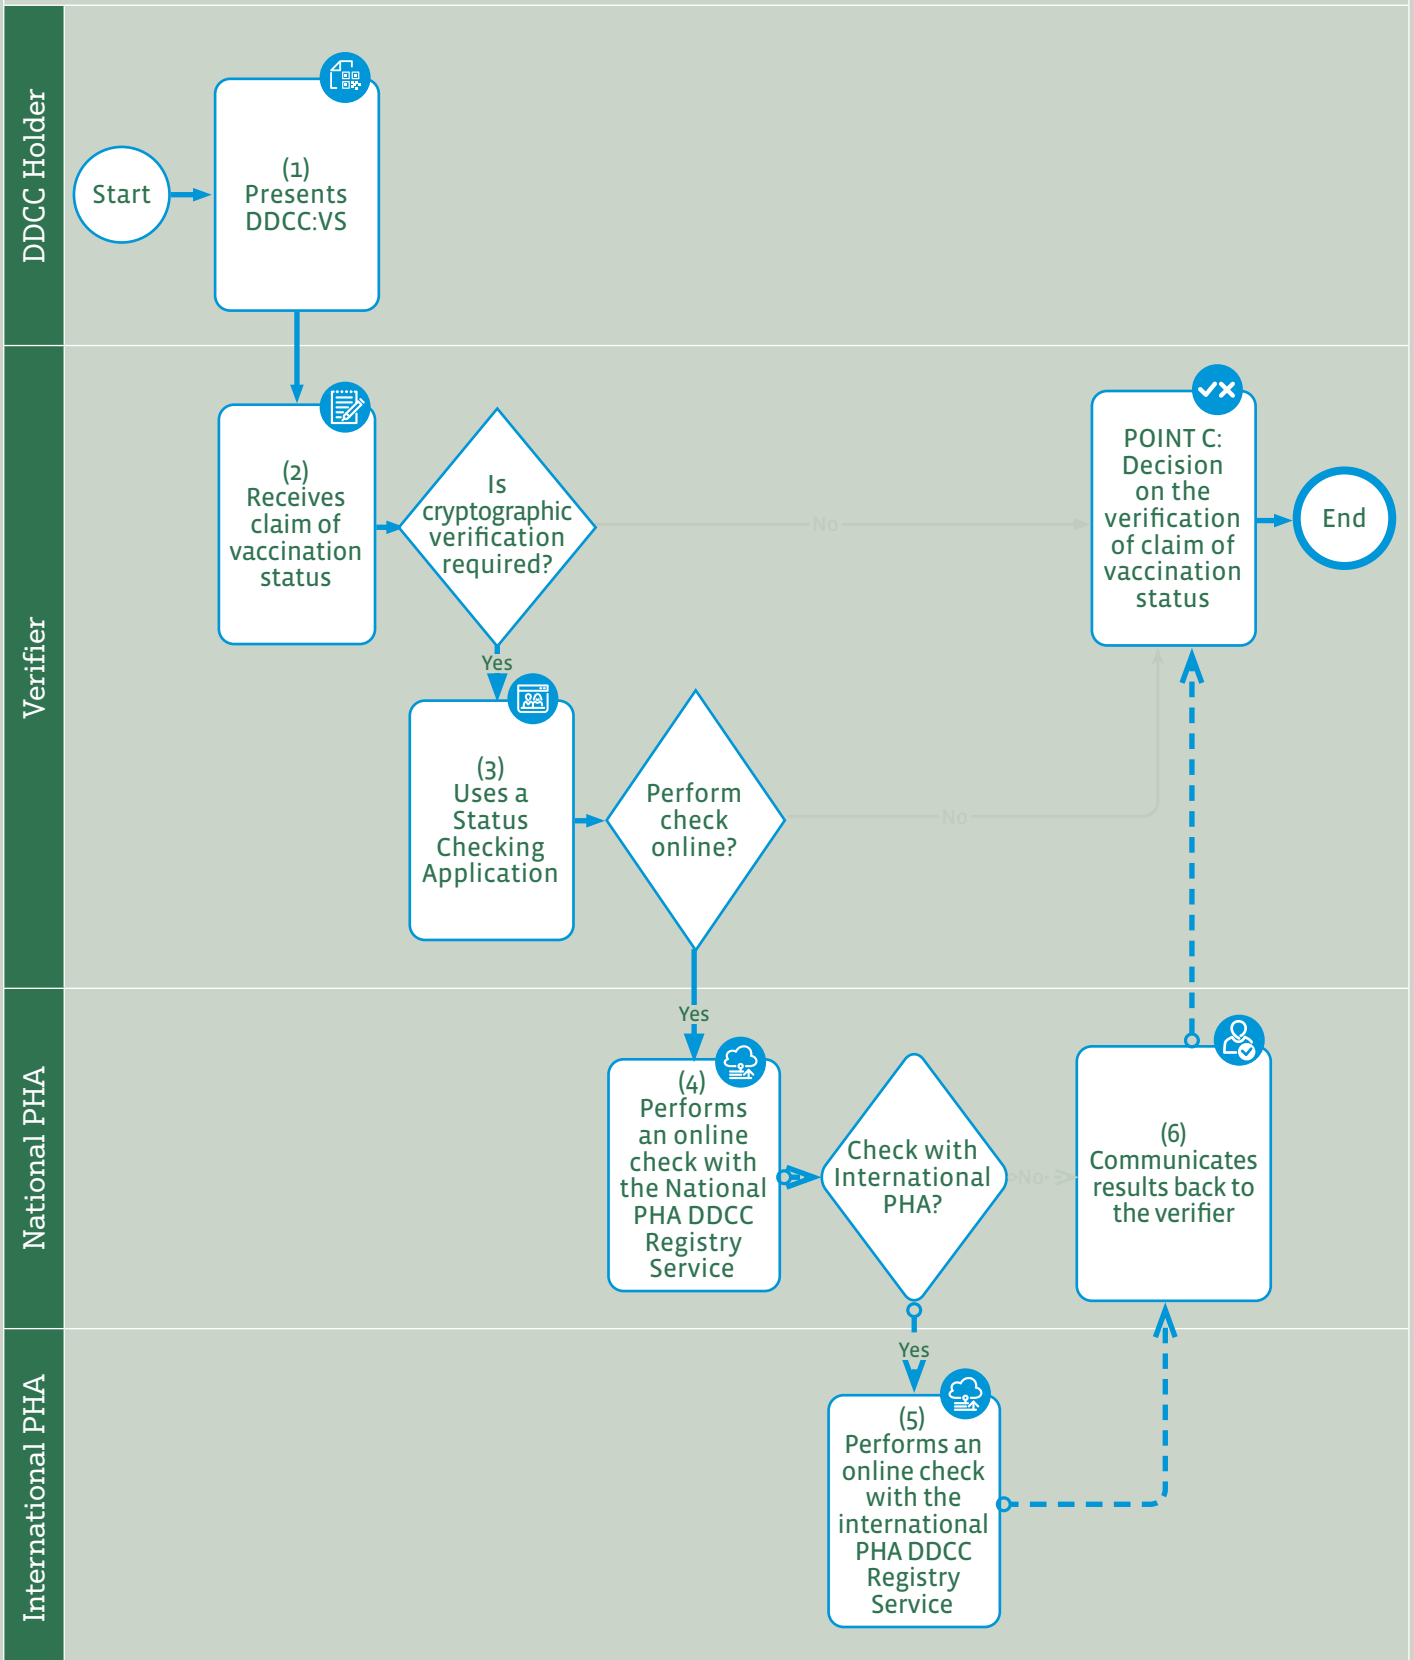 DDCC Holder
Start
(1)
Presents
DDCC:VS
Verifier
(2)
Receives
claim of
vaccination
status
Is
cryptographic
verification
required?
No
POINT C:
Decision
on the
verification
of claim of
vaccination
status
End
Yes
(3)
Uses a
Status
Checking
Application
Perform
check
online?
No
National PHA
Yes
(4)
Performs
an online
check with
the National
PHA DDCC
Registry
Service
Check with
International
PHA?
No
(6)
Communicates
results back to
the verifier
International PHA
Yes
(5)
Performs an
online check
with the
international
PHA DDCC
Registry
Service